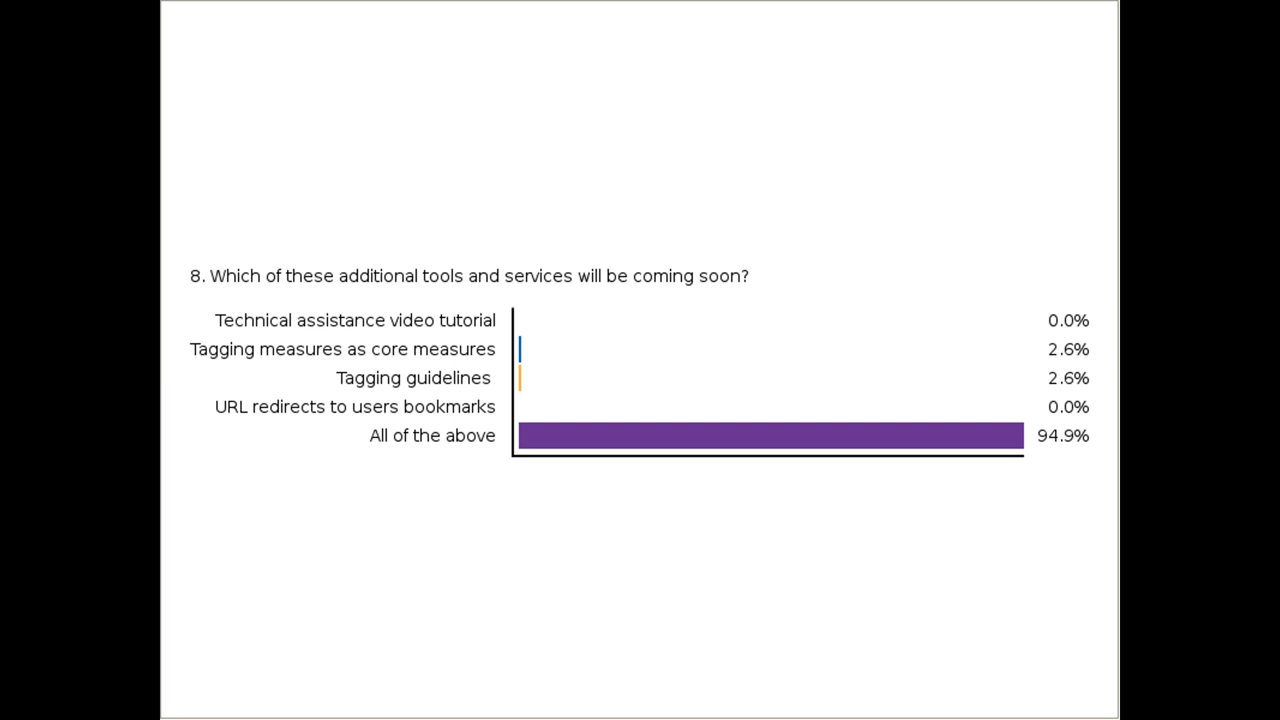 8. Which of these additional tools and services will be coming soon?
Technical assistance video tutorial 0.0%
Tagging measures as core measures 2.6%
Tagging guidelines 2.6%
URL redirects to users bookmarks 0.0%
All of the above 94.9%